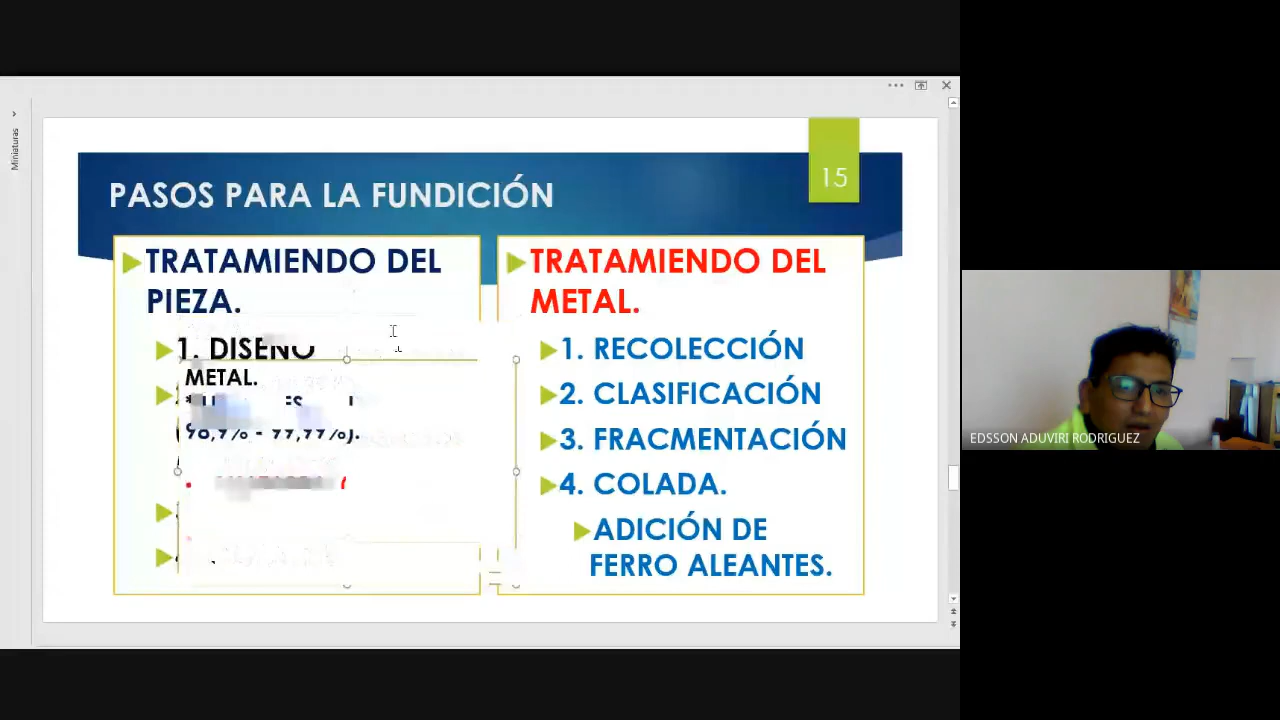 Miniaturas
15
PASOS PARA LA FUNDICIÓN
TRATAMIENDO DEL
PIEZA.
1. DISEÑO
METAL.
TRATAMIENDO DEL
METAL.
1. RECOLECCIÓN
2. CLASIFICACIÓN
3. FRACMENTACIÓN
4. COLADA.
ADICIÓN DE
FERRO ALEANTES.
EDSSON ADUVIRI RODRIGUEZ